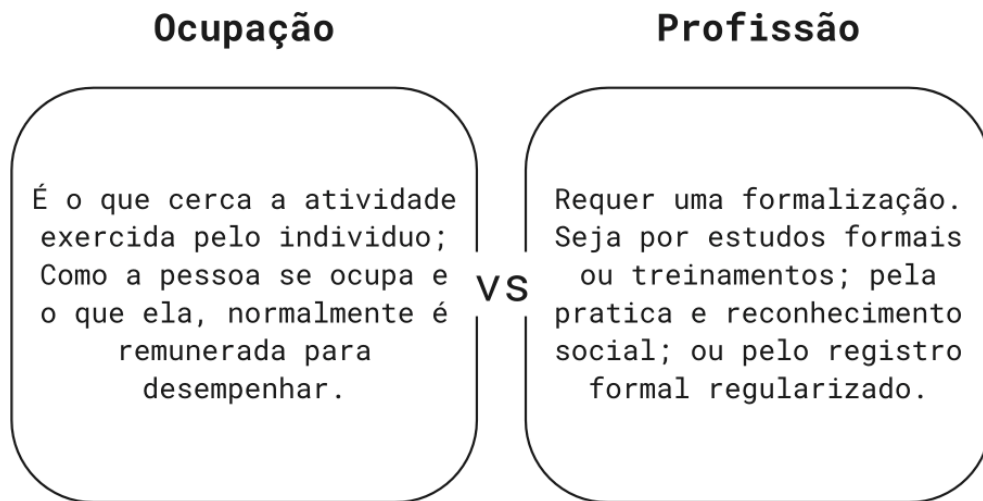 Ocupação
É o que cerca a atividade
exercida pelo individuo;
Como a pessoa se ocupa e
o que ela, normalmente é
remunerada para
desempenhar.
vs
Profissão
Requer uma formalização.
Seja por estudos formais
ou treinamentos; pela
pratica e reconhecimento
social; ou pelo registro
formal regularizado.